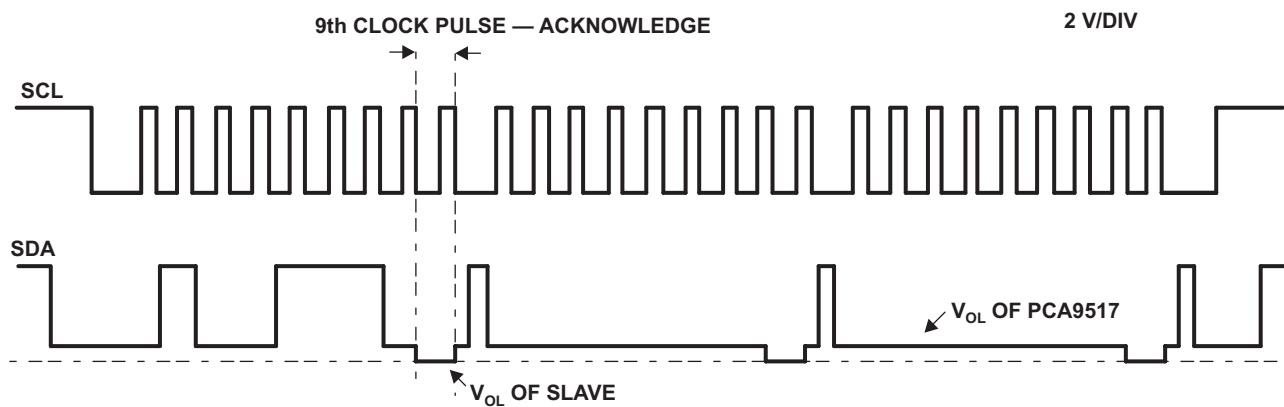 9th CLOCK PULSE — ACKNOWLEDGE
2 V/DIV
SCL
SDA
VOL OF PCA9517
VOL OF SLAVE